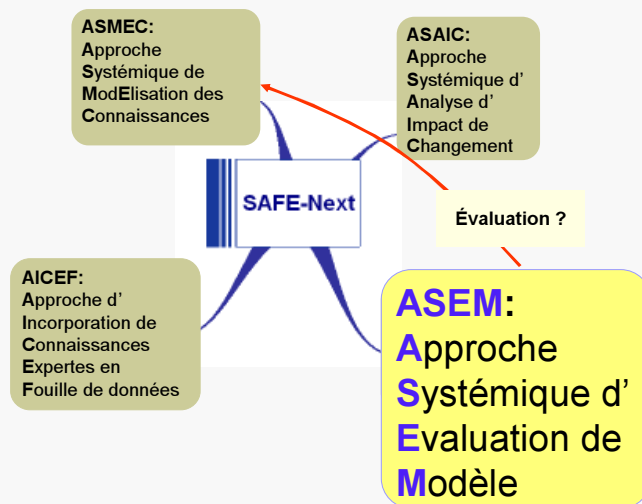 ASMEC:
Approche
Systémique de
ModElisation des
Connaissances
ASAIC:
Approche
Systémique d'
Analyse d'
Impact de
Changement
SAFE-Next
Évaluation ?
AICEF:
Approche d'
Incorporation de
Connaissances
Expertes en
Fouille de données
ASEM:
Approche
Systémique d'
Evaluation de
Modèle